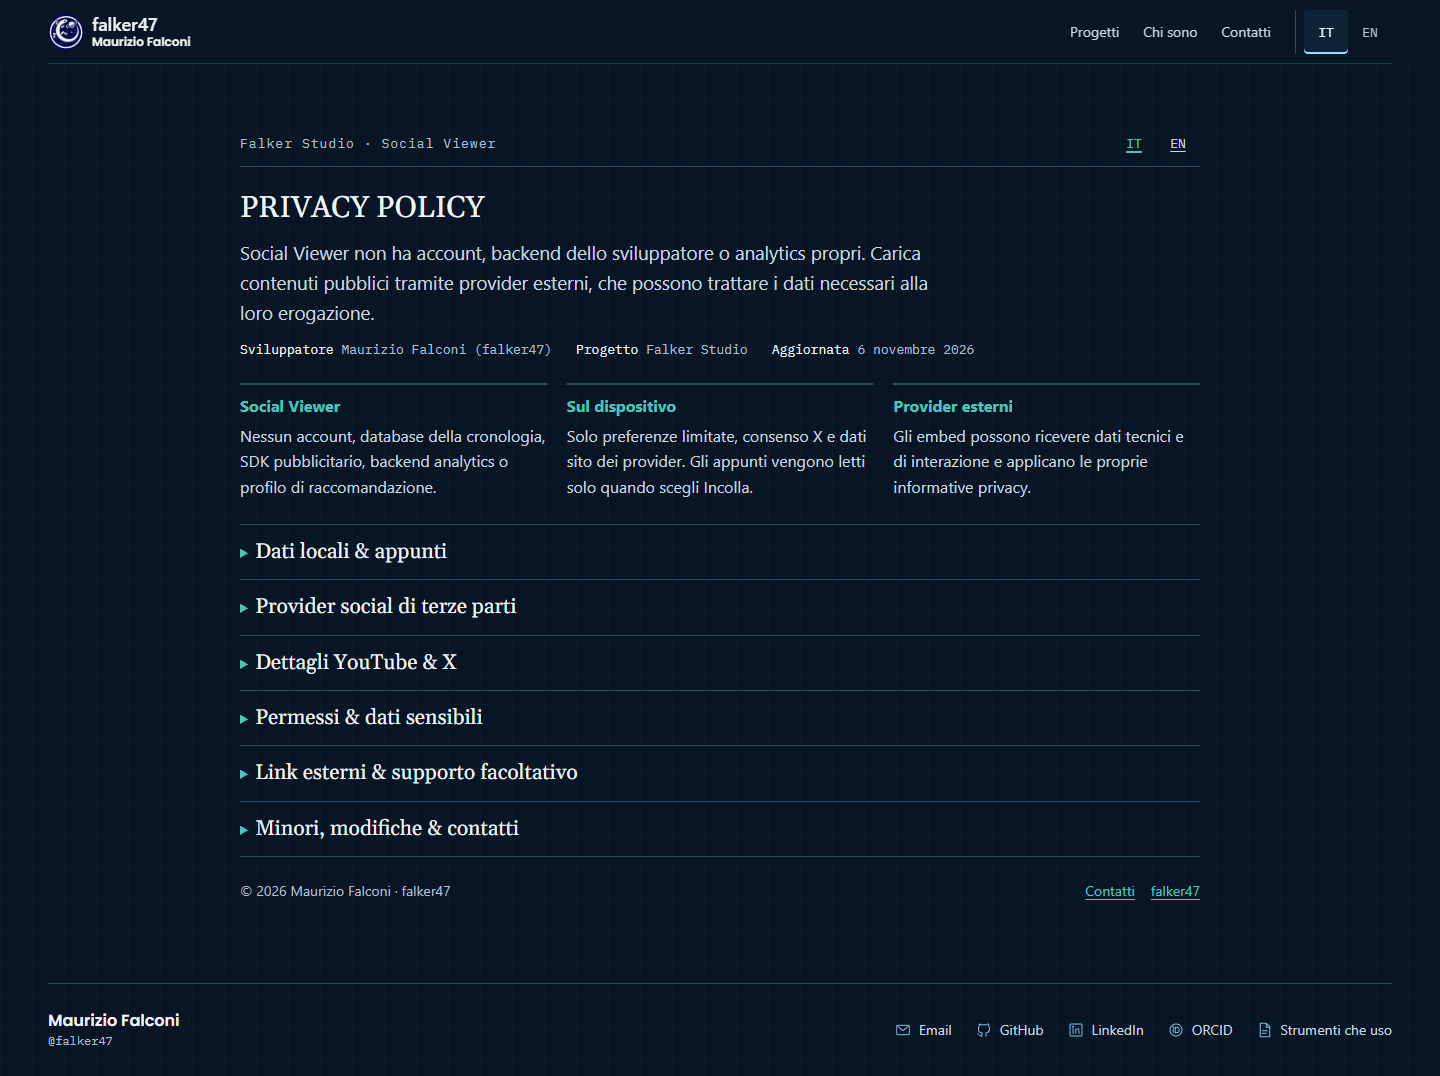 falker47
Maurizio Falconi
Progetti
Chi sono
Contatti
IT
EN
Falker Studio · Social Viewer
IT
EN
PRIVACY POLICY
Social Viewer non ha account, backend dello sviluppatore o analytics propri. Carica
contenuti pubblici tramite provider esterni, che possono trattare i dati necessari alla
loro erogazione.
Sviluppatore Maurizio Falconi (falker47) Progetto Falker Studio Aggiornata 6 novembre 2026
Social Viewer
Nessun account, database della cronologia,
SDK pubblicitario, backend analytics o
profilo di raccomandazione.
Sul dispositivo
Solo preferenze limitate, consenso X e dati
sito dei provider. Gli appunti vengono letti
solo quando scegli Incolla.
Provider esterni
Gli embed possono ricevere dati tecnici e
di interazione e applicano le proprie
informative privacy.
Dati locali & appunti
Provider social di terze parti
Dettagli YouTube & X
Permessi & dati sensibili
Link esterni & supporto facoltativo
Minori, modifiche & contatti
© 2026 Maurizio Falconi · falker47
Contatti
falker47
Maurizio Falconi
@falker47
Email
GitHub
LinkedIn
ORCID
Strumenti che uso